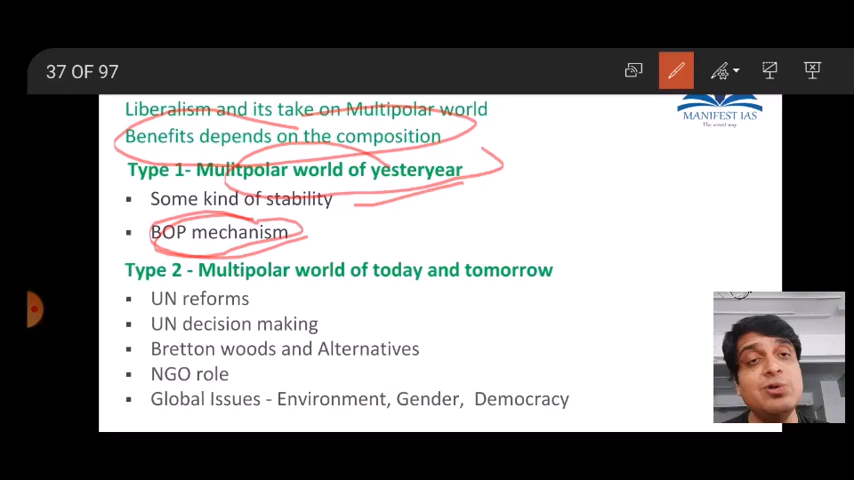 37 OF 97
Liberalism and its take on Multipolar world
MANIFEST IAS
Benefits depends on the composition
Type 1- Mulitpolar world of yesteryear
▪ Some kind of stability
▪ BOP mechanism
Type 2 - Multipolar world of today and tomorrow
▪ UN reforms
▪ UN decision making
▪ Bretton woods and Alternatives
▪ NGO role
▪ Global Issues - Environment, Gender, Democracy